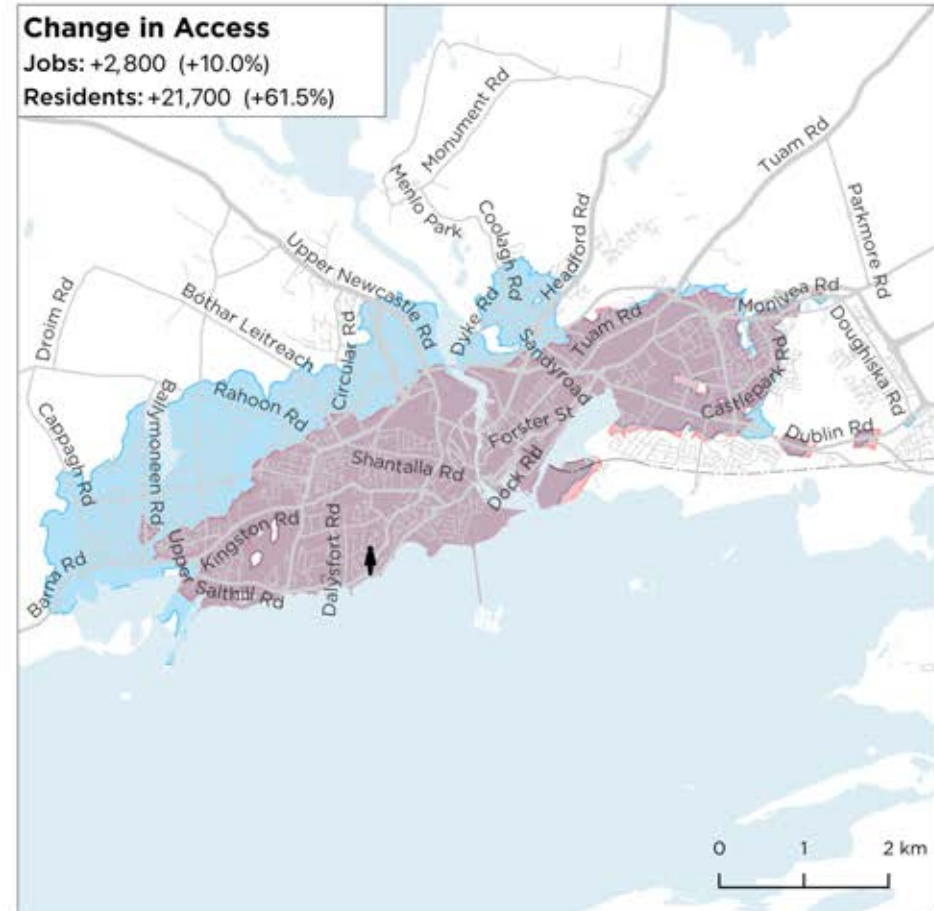 Change in Access
Jobs: +2,800 (+10.0%)
Residents: +21,700 (+61.5%)
Monument Rd
Menlo Park
Coolagh Rd
Headford Rd
Tuam Rd
Parkmore Rd
Upper Newcastle Rd
Dyke Rd
Droim Rd
Bóthar Leitreach
Circular Rd
Sandyroad
Tuam Rd
Monivea Rd
Doughiska Rd
Castlepark Rd
Rahoon Rd
Cappagh Rd
Ballymoneen Rd
Forster St
Dublin Rd
Shantalla Rd
Dock Rd
Kingston Rd
Dalysfort Rd
Barna Rd
Upper Salthill Rd
0 1 2 km